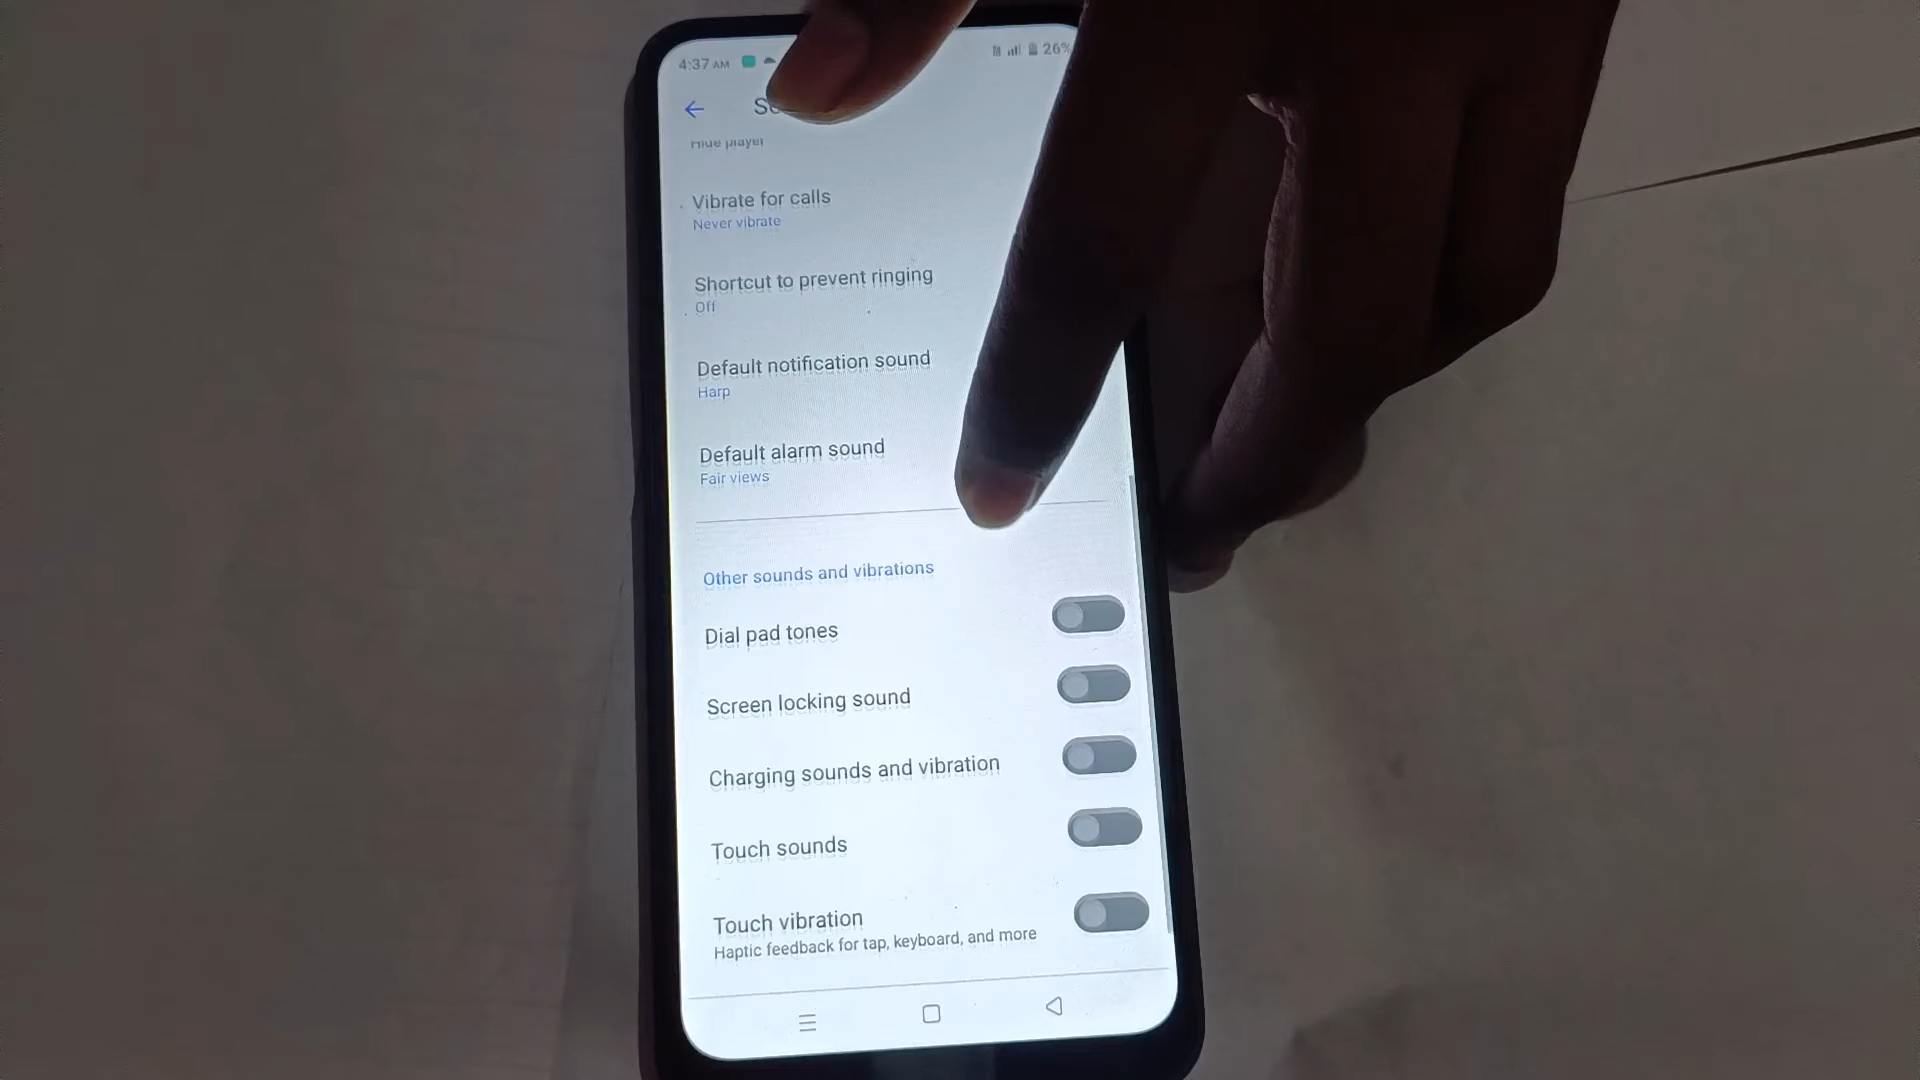 4:37 AM
26%
Vibrate for calls
Never vibrate
Shortcut to prevent ringing
Off
Default notification sound
Harp
Default alarm sound
Fair views
Other sounds and vibrations
Dial pad tones
Screen locking sound
Charging sounds and vibration
Touch sounds
Touch vibration
Haptic feedback for tap, keyboard, and more